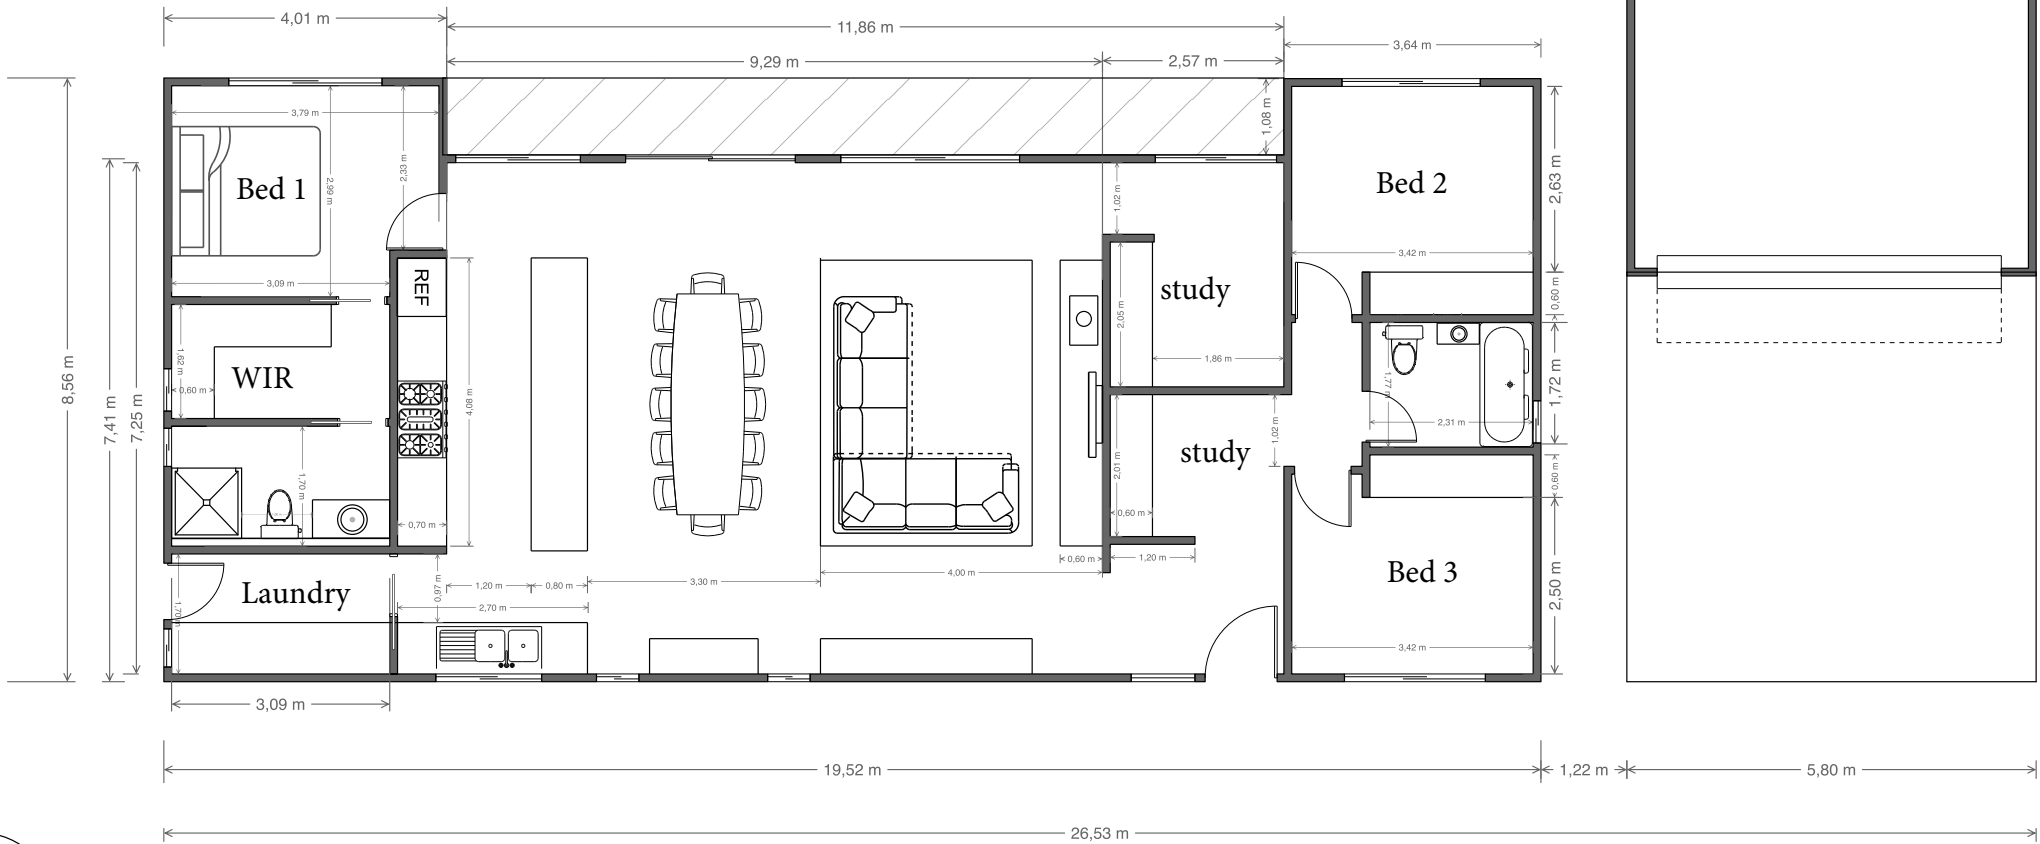 4,01 m
11,86 m
3,64 m
9,29 m
2,57 m
1,08 m
3,79 m
2,33 m
2,99 m
Bed 1
3,09 m
REF
1,02 m
study
2,05 m
1,86 m
Bed 2
3,42 m
2,63 m
0,60 m
8,56 m
7,41 m
7,25 m
1,62 m
0,60 m
WIR
4,08 m
1,70 m
0,70 m
study
1,02 m
2,01 m
0,60 m
1,20 m
1,77 m
2,31 m
1,72 m
0,60 m
Laundry
1,70 m
0,97 m
1,20 m
0,80 m
3,30 m
4,00 m
0,60 m
2,70 m
Bed 3
3,42 m
2,50 m
3,09 m
19,52 m
1,22 m
5,80 m
26,53 m